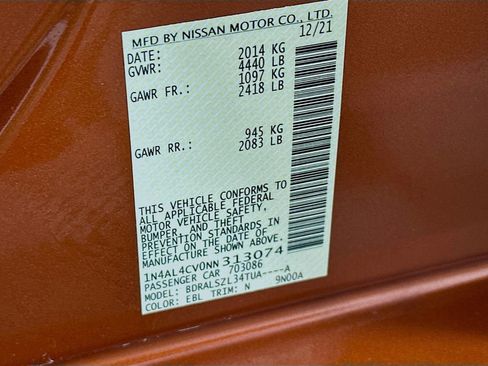 MFD BY NISSAN MOTOR CO., LTD.
DATE: 12/21
GVWR: 2014 KG
4440 LB
GAWR FR.: 1097 KG
2418 LB
GAWR RR.: 945 KG
2083 LB
THIS VEHICLE CONFORMS TO
ALL APPLICABLE FEDERAL
MOTOR VEHICLE SAFETY,
BUMPER, AND THEFT
PREVENTION STANDARDS
IN EFFECT ON THE DATE OF
MANUFACTURE SHOWN ABOVE.
1N4AL4CV0NN313074
PASSENGER CAR 703086
MODEL: BDRALSZL34TUA----A
COLOR: EBL TRIM: N 9N00A